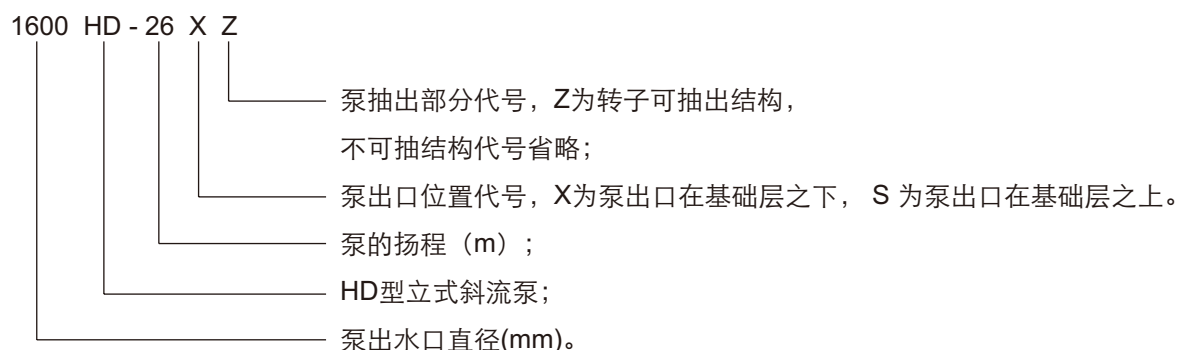 1600 HD - 26 X Z
泵抽出部分代号，Z为转子可抽出结构，
不可抽结构代号省略；
泵出口位置代号，X为泵出口在基础层之下， S 为泵出口在基础层之上。
泵的扬程（m）；
HD型立式斜流泵；
泵出水口直径(mm)。